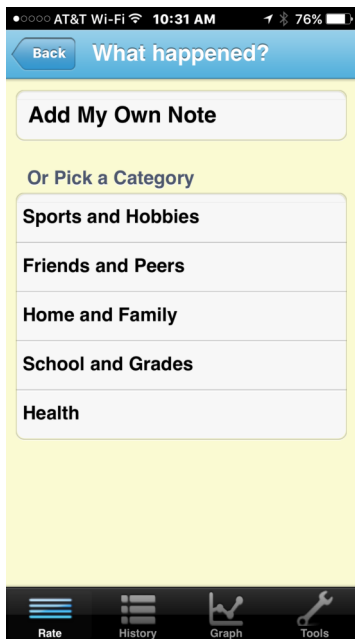 AT&T Wi-Fi 10:31 AM 76%
Back What happened?
Add My Own Note
Or Pick a Category
Sports and Hobbies
Friends and Peers
Home and Family
School and Grades
Health
Rate History Graph Tools